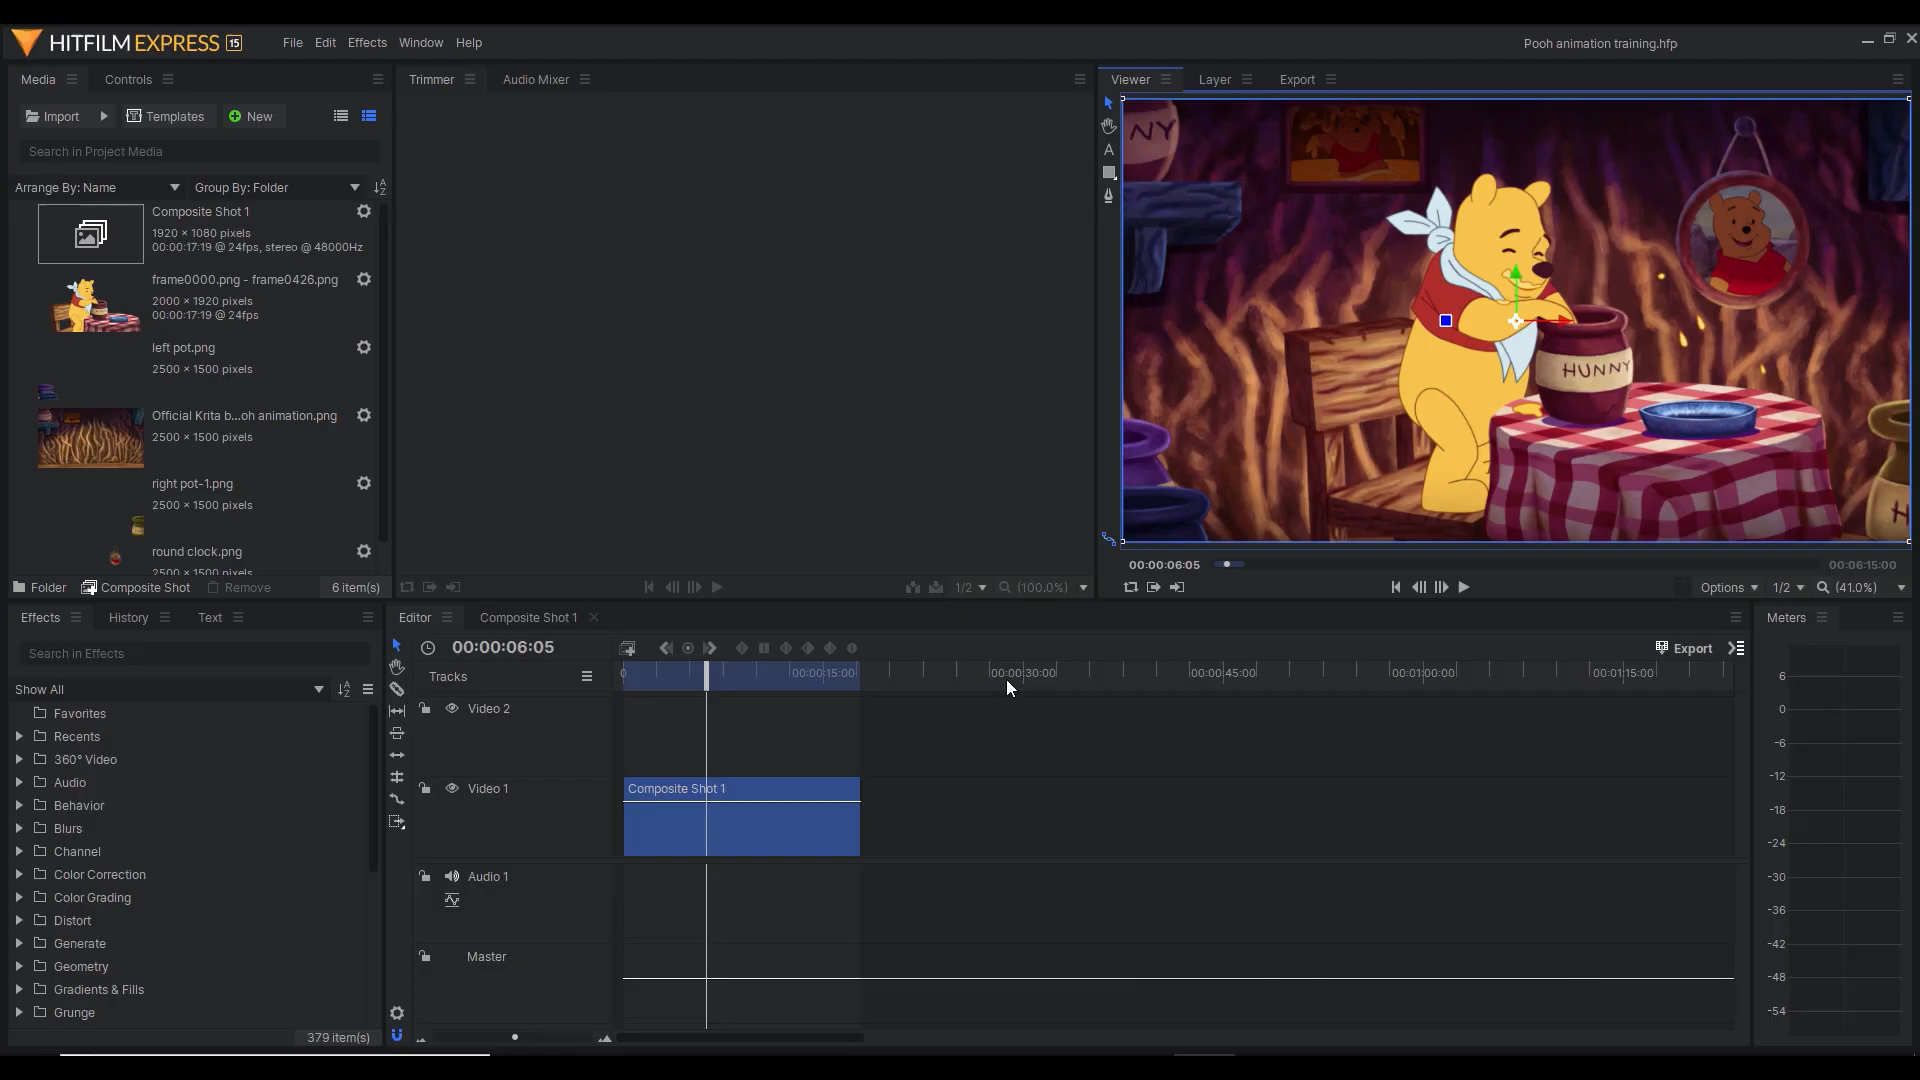 HITFILM EXPRESS 15
File Edit Effects Window Help
Pooh animation training.hfp
Media Controls
Trimmer Audio Mixer
Viewer Layer Export
Import Templates New
Search in Project Media
Arrange By: Name Group By: Folder
Composite Shot 1
1920 × 1080 pixels
00:00:17:19 @ 24fps, stereo @ 48000Hz
frame0000.png - frame0426.png
2000 × 1920 pixels
00:00:17:19 @ 24fps
left pot.png
2500 × 1500 pixels
Official Krita b...oh animation.png
2500 × 1500 pixels
right pot-1.png
2500 × 1500 pixels
round clock.png
2500 × 1500 pixels
Folder Composite Shot Remove 6 item(s)
1/2 (100.0%)
NY
HUNNY
H
00:00:06:05 00:06:15:00
Options 1/2 (41.0%)
Effects History Text
Search in Effects
Show All
Favorites
Recents
360° Video
Audio
Behavior
Blurs
Channel
Color Correction
Color Grading
Distort
Generate
Geometry
Gradients & Fills
Grunge
379 item(s)
Editor Composite Shot 1
00:00:06:05
Export
Tracks
0 00:00:15:00 00:00:30:00 00:00:45:00 00:01:00:00 00:01:15:00
Video 2
Video 1
Composite Shot 1
Audio 1
Master
Meters
6
0
-6
-12
-18
-24
-30
-36
-42
-48
-54